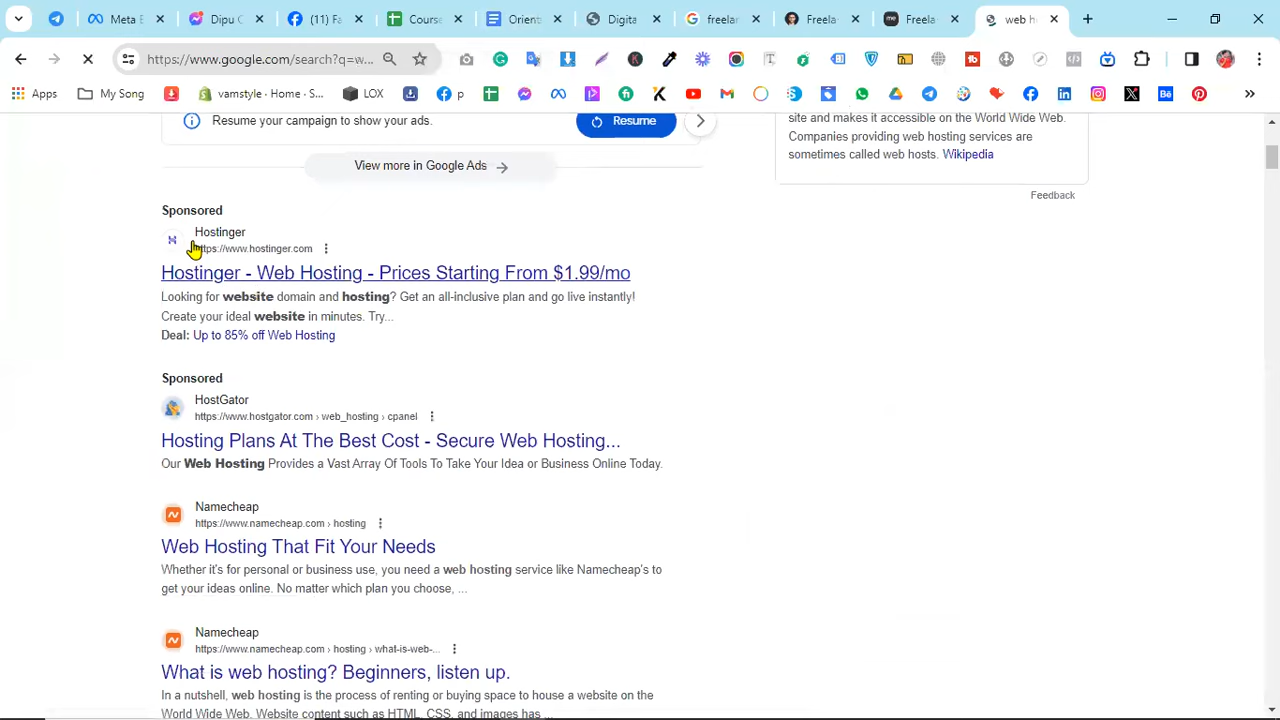 Meta E
Dipu C
(11) Fa
Course
Orient
Digita
freelar
Freela
Freela
web h
https://www.google.com/search?q=w...
Apps
My Song
vamstyle · Home · S...
LOX
p
»
Resume your campaign to show your ads.
Resume
View more in Google Ads
site and makes it accessible on the World Wide Web.
Companies providing web hosting services are
sometimes called web hosts. Wikipedia
Feedback
Sponsored
Hostinger
https://www.hostinger.com
Hostinger - Web Hosting - Prices Starting From $1.99/mo
Looking for website domain and hosting? Get an all-inclusive plan and go live instantly!
Create your ideal website in minutes. Try...
Deal: Up to 85% off Web Hosting
Sponsored
HostGator
https://www.hostgator.com › web_hosting › cpanel
Hosting Plans At The Best Cost - Secure Web Hosting...
Our Web Hosting Provides a Vast Array Of Tools To Take Your Idea or Business Online Today.
Namecheap
https://www.namecheap.com › hosting
Web Hosting That Fit Your Needs
Whether it's for personal or business use, you need a web hosting service like Namecheap's to
get your ideas online. No matter which plan you choose, ...
Namecheap
https://www.namecheap.com › hosting › what-is-web-...
What is web hosting? Beginners, listen up.
In a nutshell, web hosting is the process of renting or buying space to house a website on the
World Wide Web. Website content such as HTML, CSS, and images has ...